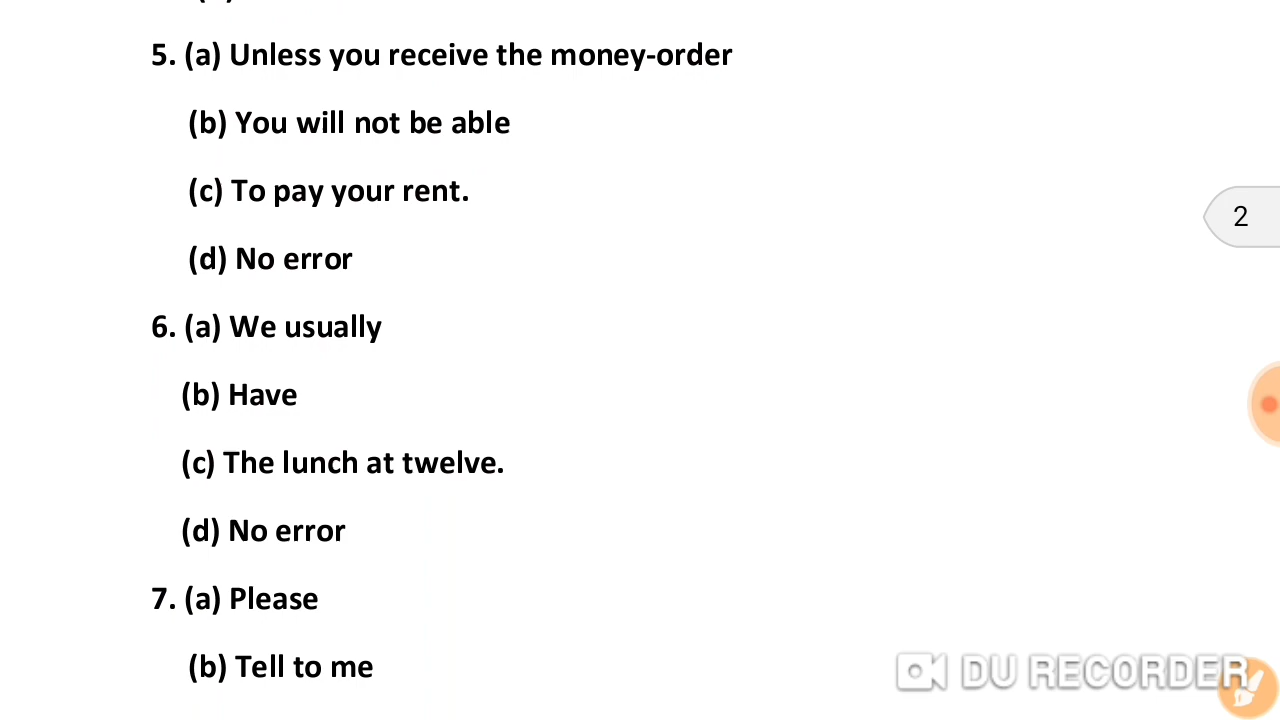 5. (a) Unless you receive the money-order
(b) You will not be able
(c) To pay your rent.
(d) No error
6. (a) We usually
(b) Have
(c) The lunch at twelve.
(d) No error
7. (a) Please
(b) Tell to me
2
DU RECORDER